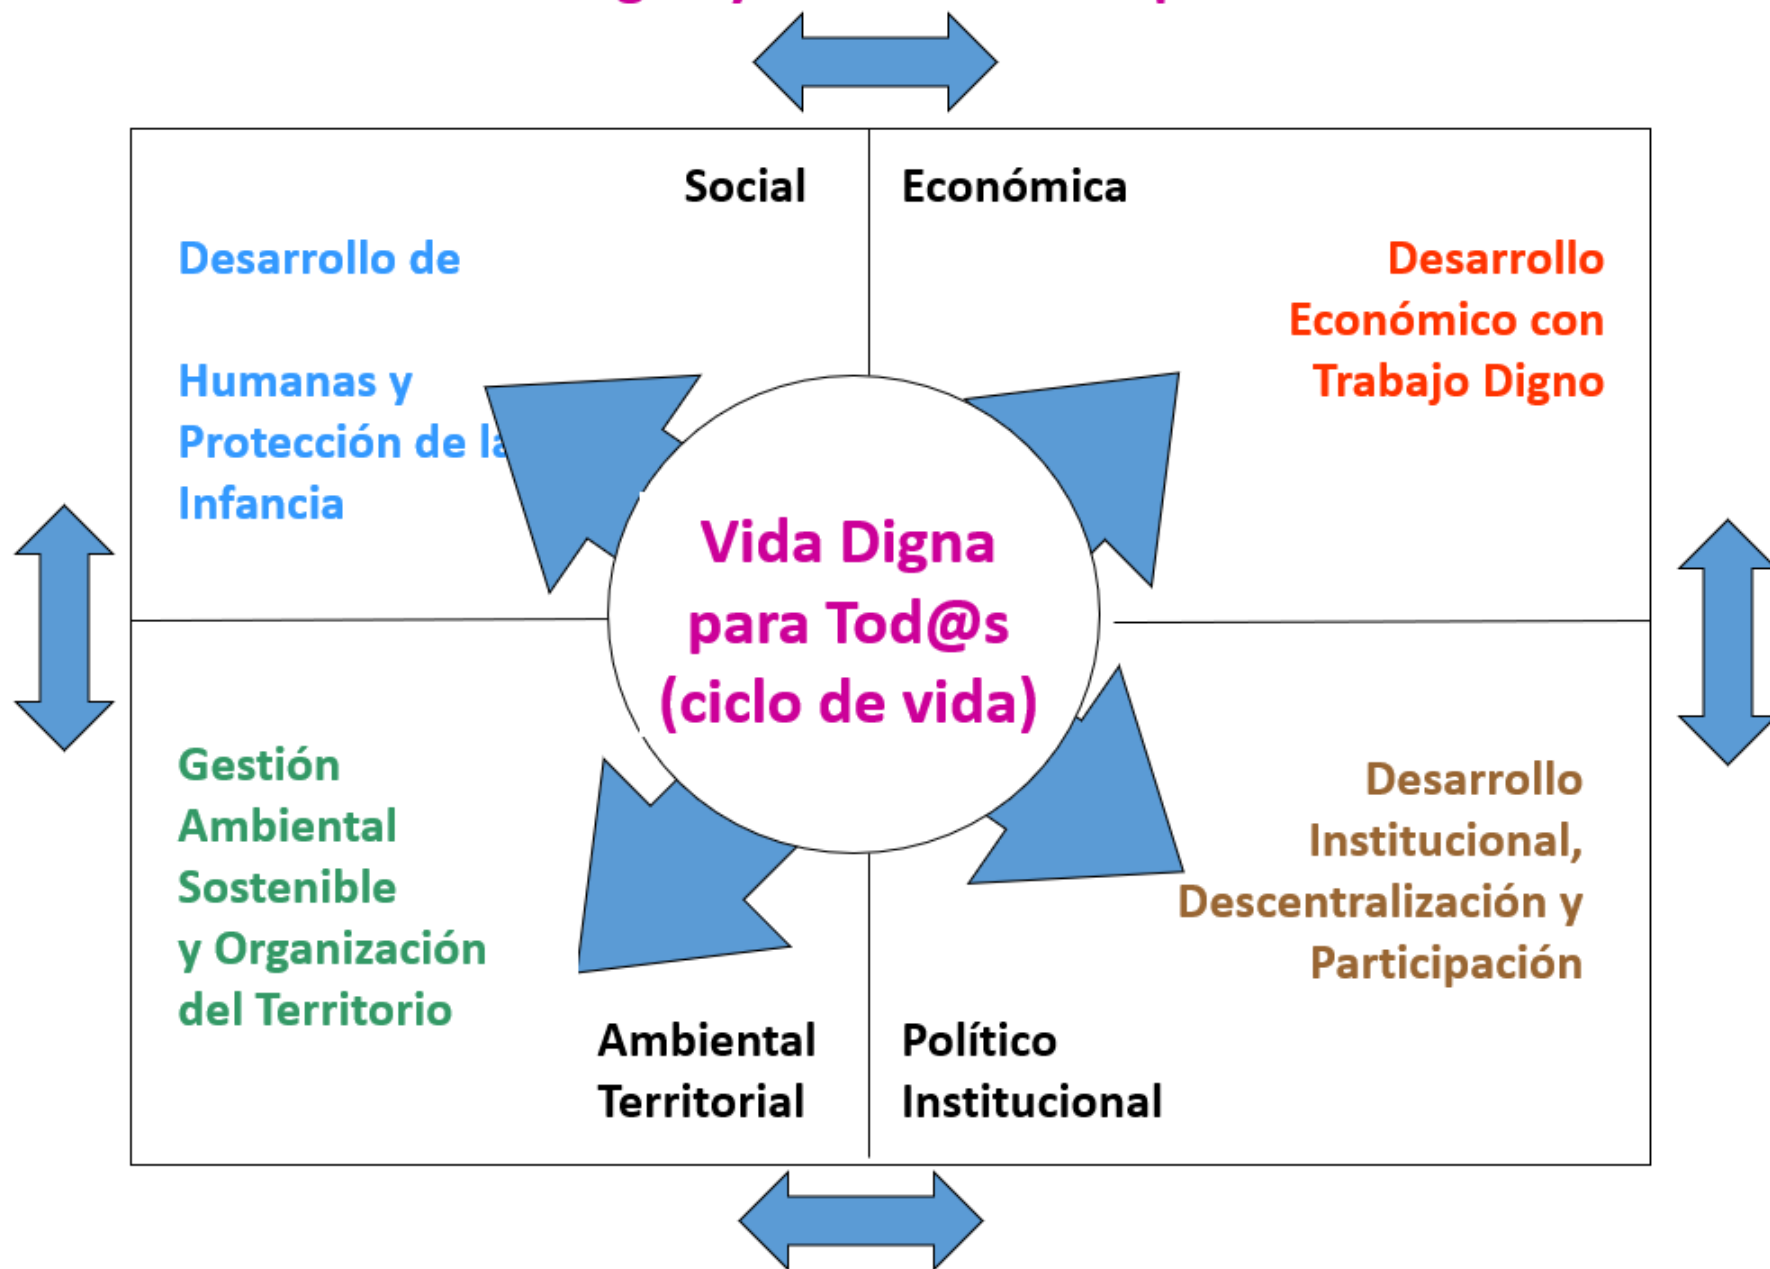 Social
Desarrollo de
Humanas y
Protección de la
Infancia
Económica
Desarrollo
Económico con
Trabajo Digno
Vida Digna
para Tod@s
(ciclo de vida)
Gestión
Ambiental
Sostenible
y Organización
del Territorio
Ambiental
Territorial
Desarrollo
Institucional,
Descentralización y
Participación
Político
Institucional